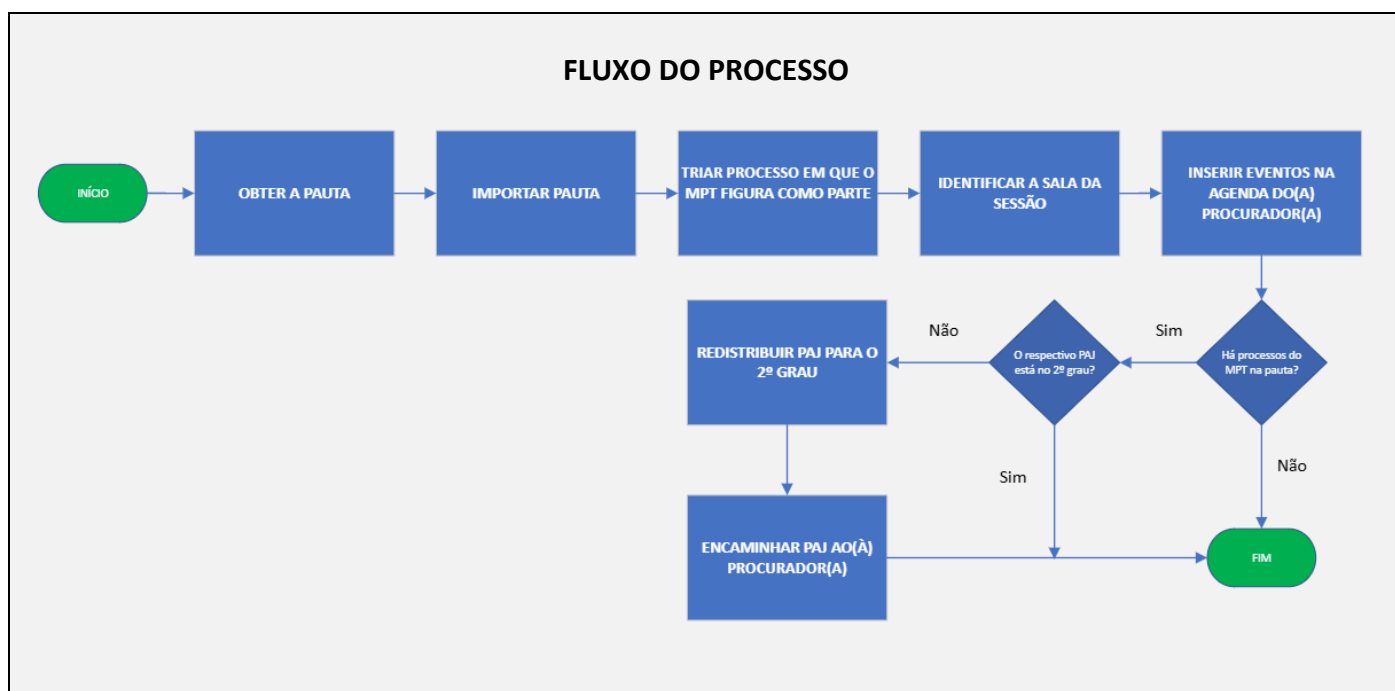 FLUXO DO PROCESSO
INÍCIO
OBTER A PAUTA
IMPORTAR PAUTA
TRIAR PROCESSO EM QUE O
MPT FIGURA COMO PARTE
IDENTIFICAR A SALA DA
SESSÃO
INSERIR EVENTOS NA
AGENDA DO(A)
PROCURADOR(A)
Há processos do
MPT na pauta?
Sim
O respectivo PAJ
está no 2º grau?
Não
REDISTRIBUIR PAJ PARA O
2º GRAU
Sim
Não
ENCAMINHAR PAJ AO(À)
PROCURADOR(A)
FIM